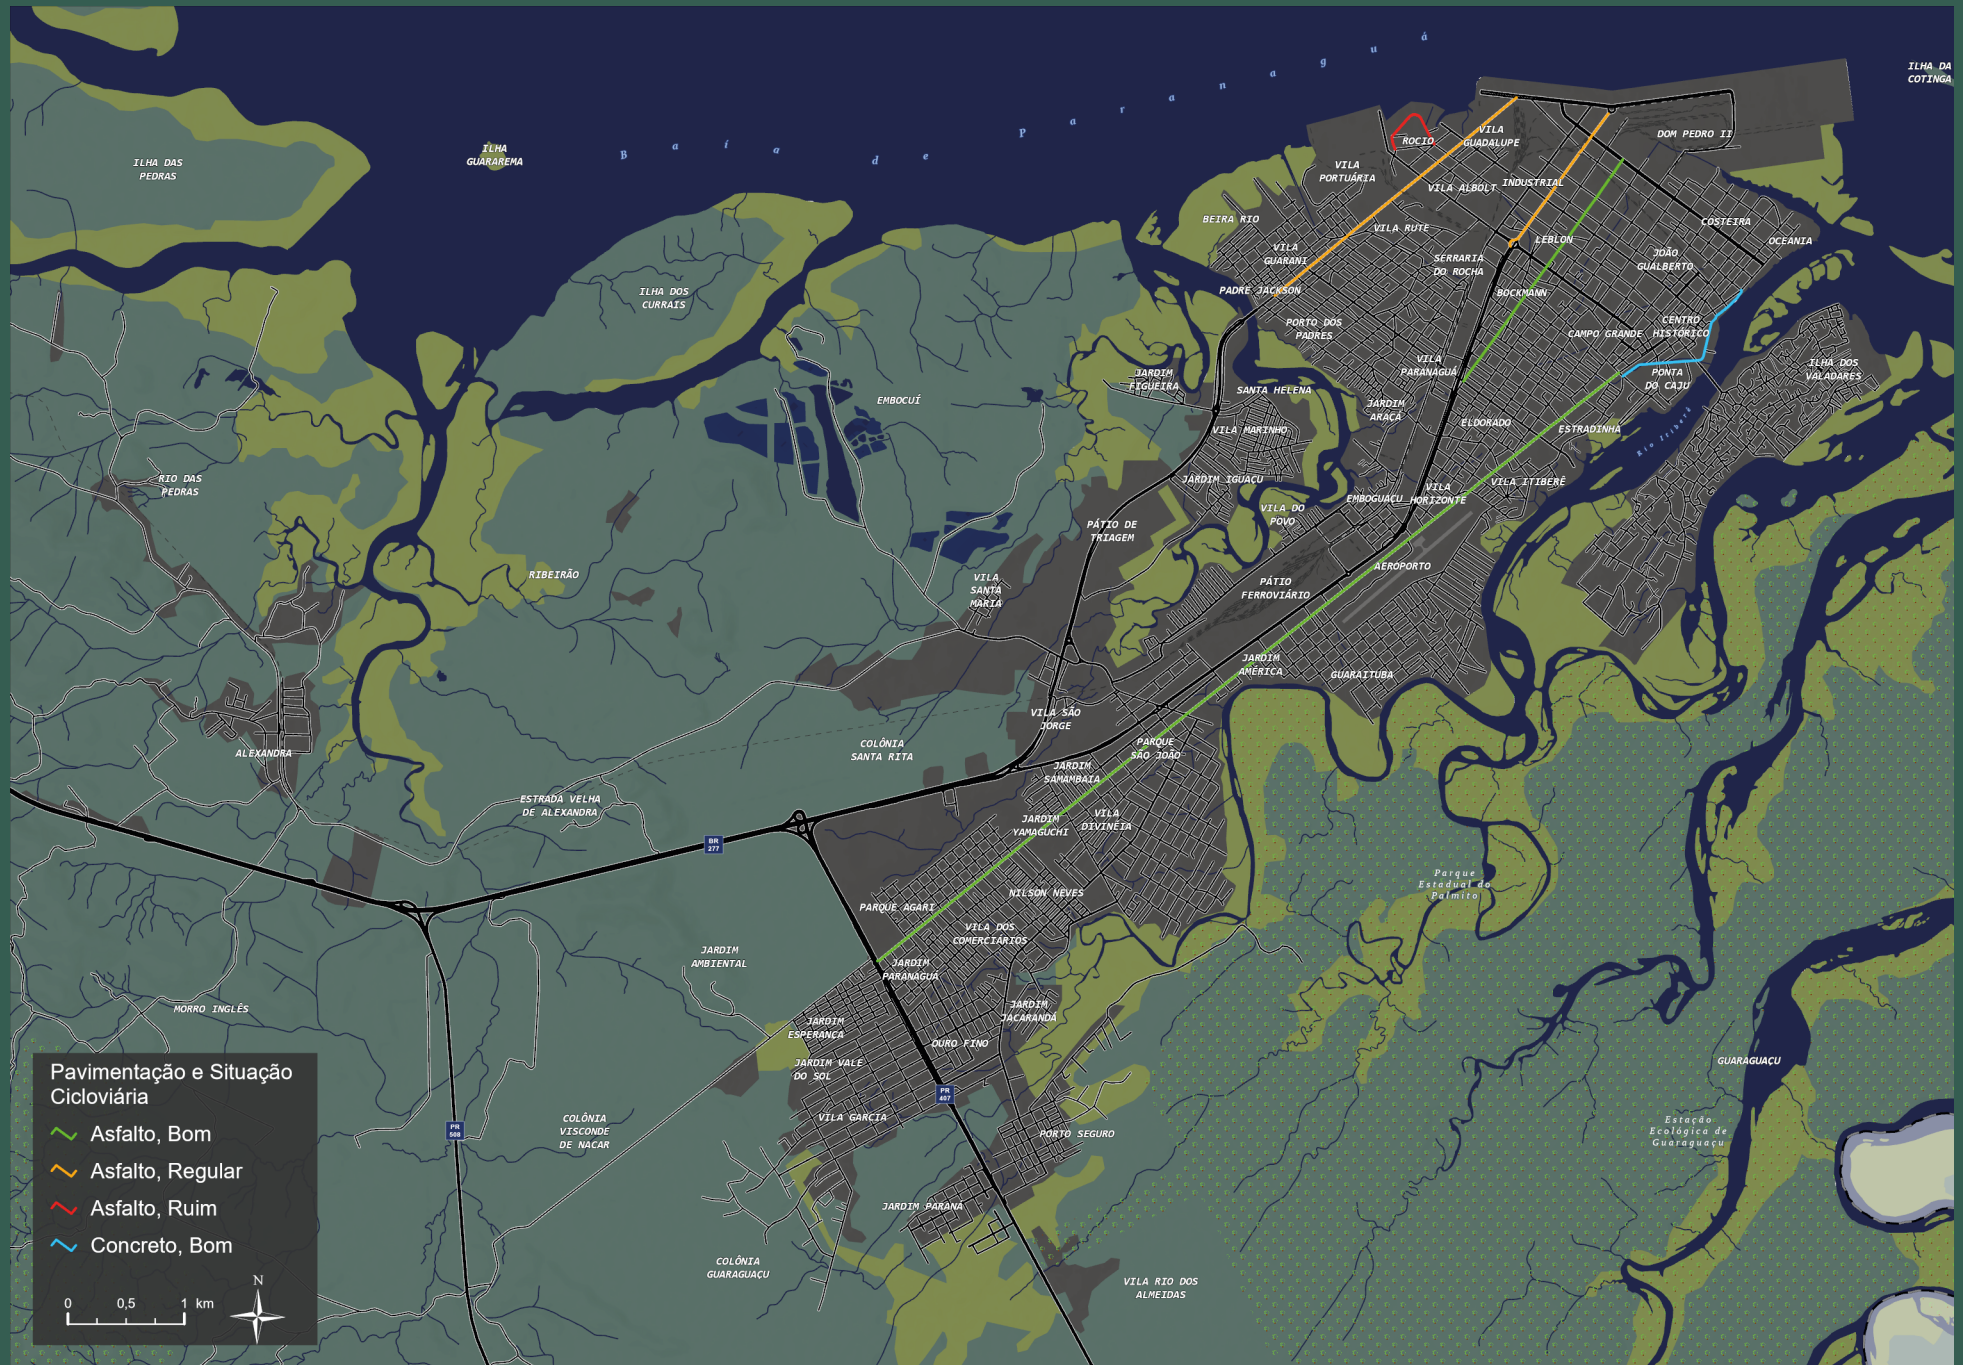 ILHA DA
COTINGA
B a í a d e P a r a n a g u á
ILHA DAS
PEDRAS
ILHA
GUARAREMA
ROCIO
VILA
GUADALUPE
DOM PEDRO II
VILA
PORTUÁRIA
VILA ALBOLT
INDUSTRIAL
BEIRA RIO
VILA RUTE
COSTEIRA
OCEANIA
LEBLON
VILA
GUARANI
SERRARIA
DO ROCHA
JOÃO
GUALBERTO
PADRE JACKSON
BOCKMANN
ILHA DOS
CURRAIS
PORTO DOS
PADRES
CAMPO GRANDE
CENTRO
HISTÓRICO
VILA
PARANAGUÁ
PONTA
DO CAJU
ILHA DOS
VALADARES
JARDIM
FIGUEIRA
SANTA HELENA
EMBOCUÍ
JARDIM
ARAÇÁ
ELDORADO
ESTRADINHA
VILA MARINHO
Rio Itiberê
JARDIM IGUAÇU
RIO DAS
PEDRAS
EMBOGUAÇU
VILA
HORIZONTE
VILA ITIBERÊ
VILA DO
POVO
PÁTIO DE
TRIAGEM
AEROPORTO
RIBEIRÃO
VILA
SANTA
MARIA
PÁTIO
FERROVIÁRIO
JARDIM
AMÉRICA
GUARAITUBA
VILA SÃO
JORGE
COLÔNIA
SANTA RITA
PARQUE
SÃO JOÃO
ALEXANDRA
JARDIM
SAMAMBAIA
ESTRADA VELHA
DE ALEXANDRA
JARDIM
YAMAGUCHI
VILA
DIVINÉIA
BR
277
Parque
Estadual do
Palmito
NILSON NEVES
PARQUE AGARI
VILA DOS
COMERCIÁRIOS
JARDIM
AMBIENTAL
JARDIM
PARANAGUÁ
MORRO INGLÊS
JARDIM
JACARANDÁ
JARDIM
ESPERANÇA
OURO FINO
JARDIM VALE
DO SOL
GUARAGUAÇU
PR
407
VILA GARCIA
COLÔNIA
VISCONDE
DE NACAR
PR
508
PORTO SEGURO
Estação
Ecológica de
Guaraguaçu
JARDIM PARANÁ
COLÔNIA
GUARAGUAÇU
VILA RIO DOS
ALMEIDAS
Pavimentação e Situação
Cicloviária
Asfalto, Bom
Asfalto, Regular
Asfalto, Ruim
Concreto, Bom
N
0 0,5 1 km